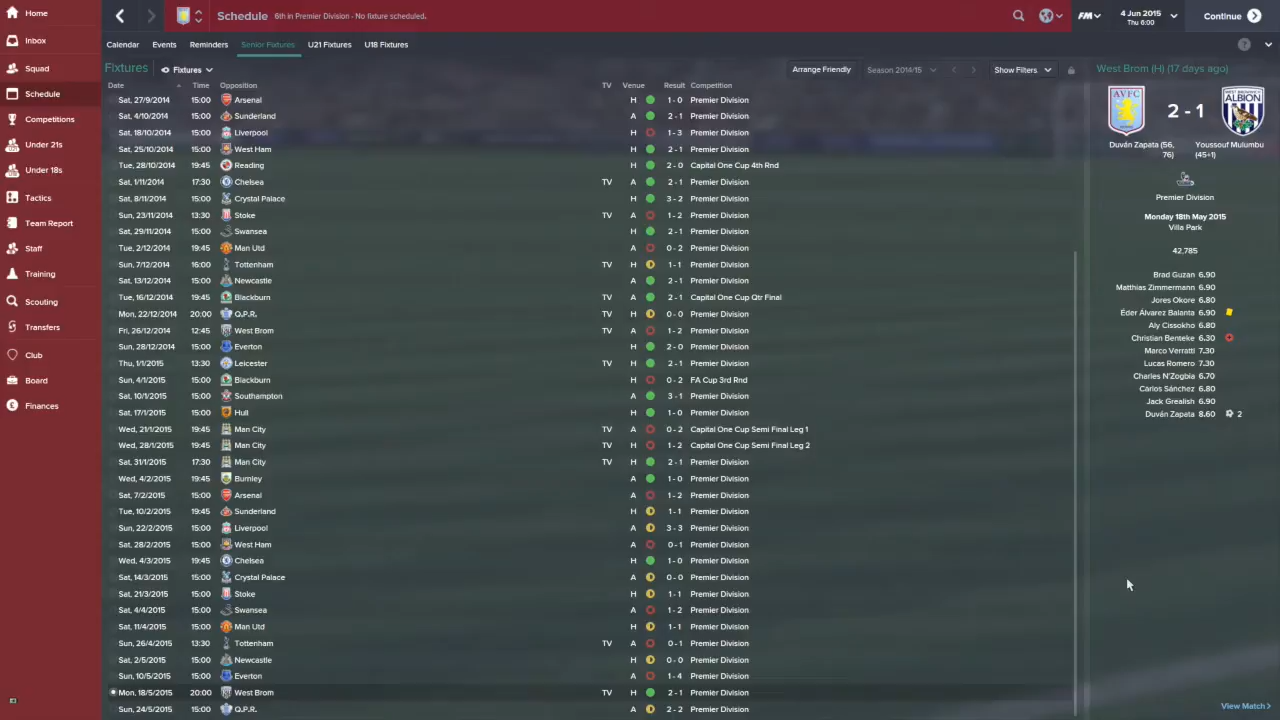 Home
Inbox
Squad
Schedule
Competitions
Under 21s
Under 18s
Tactics
Team Report
Staff
Training
Scouting
Transfers
Club
Board
Finances
Schedule 6th in Premier Division - No fixture scheduled.
FM
4 Jun 2015
Thu 6:00
Continue
Calendar Events Reminders Senior Fixtures U21 Fixtures U18 Fixtures
Fixtures Fixtures Arrange Friendly Season 2014/15 Show Filters
Date Time Opposition TV Venue Result Competition
Sat, 27/9/2014 15:00 Arsenal H 1 - 0 Premier Division
Sat, 4/10/2014 15:00 Sunderland A 2 - 1 Premier Division
Sat, 18/10/2014 15:00 Liverpool H 1 - 3 Premier Division
Sat, 25/10/2014 15:00 West Ham H 2 - 1 Premier Division
Tue, 28/10/2014 19:45 Reading H 2 - 0 Capital One Cup 4th Rnd
Sat, 1/11/2014 17:30 Chelsea TV A 2 - 1 Premier Division
Sat, 8/11/2014 15:00 Crystal Palace H 3 - 2 Premier Division
Sun, 23/11/2014 13:30 Stoke TV A 1 - 2 Premier Division
Sat, 29/11/2014 15:00 Swansea H 2 - 1 Premier Division
Tue, 2/12/2014 19:45 Man Utd A 0 - 2 Premier Division
Sun, 7/12/2014 16:00 Tottenham TV H 1 - 1 Premier Division
Sat, 13/12/2014 15:00 Newcastle A 2 - 1 Premier Division
Tue, 16/12/2014 19:45 Blackburn TV A 2 - 1 Capital One Cup Qtr Final
Mon, 22/12/2014 20:00 Q.P.R. TV H 0 - 0 Premier Division
Fri, 26/12/2014 12:45 West Brom TV A 1 - 2 Premier Division
Sun, 28/12/2014 15:00 Everton H 2 - 0 Premier Division
Thu, 1/1/2015 13:30 Leicester TV H 2 - 1 Premier Division
Sun, 4/1/2015 15:00 Blackburn H 0 - 2 FA Cup 3rd Rnd
Sat, 10/1/2015 15:00 Southampton A 3 - 1 Premier Division
Sat, 17/1/2015 15:00 Hull H 1 - 0 Premier Division
Wed, 21/1/2015 19:45 Man City TV A 0 - 2 Capital One Cup Semi Final Leg 1
Wed, 28/1/2015 19:45 Man City TV H 1 - 2 Capital One Cup Semi Final Leg 2
Sat, 31/1/2015 17:30 Man City TV H 2 - 1 Premier Division
Wed, 4/2/2015 19:45 Burnley A 1 - 0 Premier Division
Sat, 7/2/2015 15:00 Arsenal A 1 - 2 Premier Division
Tue, 10/2/2015 19:45 Sunderland H 1 - 1 Premier Division
Sun, 22/2/2015 15:00 Liverpool A 3 - 3 Premier Division
Sat, 28/2/2015 15:00 West Ham A 0 - 1 Premier Division
Wed, 4/3/2015 19:45 Chelsea H 1 - 0 Premier Division
Sat, 14/3/2015 15:00 Crystal Palace A 0 - 0 Premier Division
Sat, 21/3/2015 15:00 Stoke H 1 - 1 Premier Division
Sat, 4/4/2015 15:00 Swansea A 1 - 2 Premier Division
Sat, 11/4/2015 15:00 Man Utd H 1 - 1 Premier Division
Sun, 26/4/2015 13:30 Tottenham TV A 0 - 1 Premier Division
Sat, 2/5/2015 15:00 Newcastle H 0 - 0 Premier Division
Sun, 10/5/2015 15:00 Everton A 1 - 4 Premier Division
Mon, 18/5/2015 20:00 West Brom TV H 2 - 1 Premier Division
Sun, 24/5/2015 15:00 Q.P.R. A 2 - 2 Premier Division
West Brom (H) (17 days ago)
AVFC 2 - 1 ALBION
Duván Zapata (56, 76)
Youssouf Mulumbu (45+1)
Premier Division
Monday 18th May 2015
Villa Park
42,785
Brad Guzan 6.90
Matthias Zimmermann 6.90
Jores Okore 6.80
Éder Álvarez Balanta 6.90
Aly Cissokho 6.80
Christian Benteke 6.30
Marco Verratti 7.30
Lucas Romero 7.30
Charles N'Zogbia 6.70
Carlos Sánchez 6.80
Jack Grealish 6.90
Duván Zapata 8.60 2
View Match >